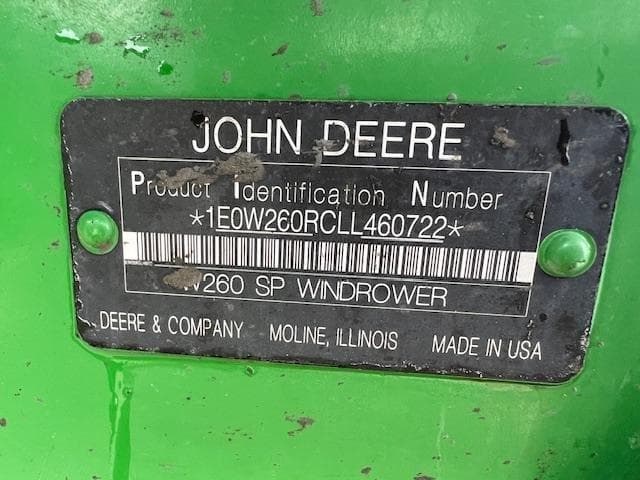 JOHN DEERE
Product Identification Number
*1E0W260RCLL460722*
W260 SP WINDROWER
DEERE & COMPANY MOLINE, ILLINOIS MADE IN USA